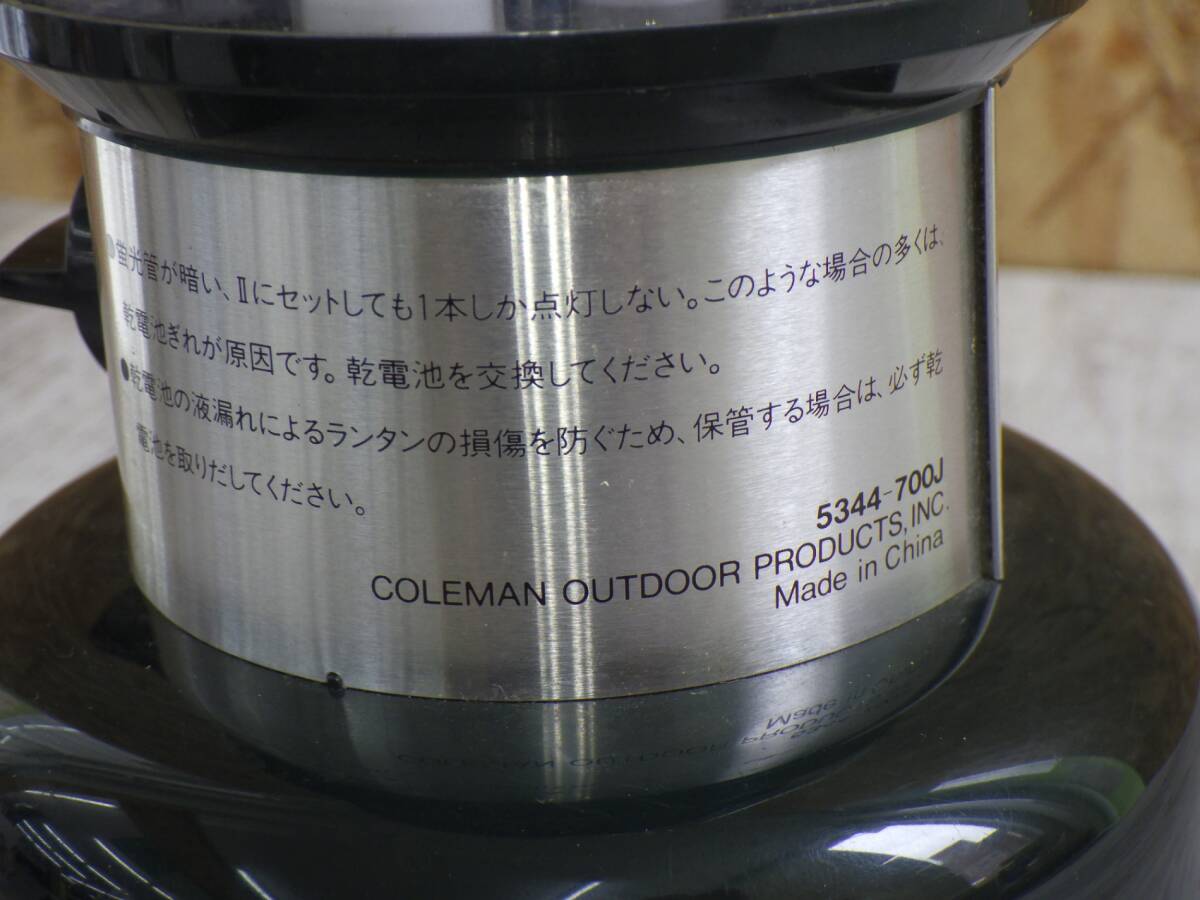 ●蛍光管が暗い、Ⅱにセットしても1本しか点灯しない。このような場合の多くは、
乾電池ぎれが原因です。乾電池を交換してください。
●乾電池の液漏れによるランタンの損傷を防ぐため、保管する場合は、必ず乾
電池を取りだしてください。
5344-700J
COLEMAN OUTDOOR PRODUCTS, INC.
Made in China